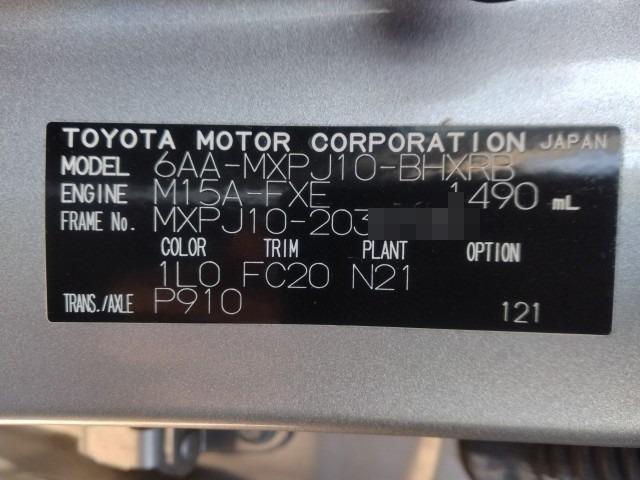 TOYOTA MOTOR CORPORATION JAPAN
MODEL 6AA-MXPJ10-BHXRB
ENGINE M15A-FXE 1490 mL
FRAME No. MXPJ10-203
COLOR TRIM PLANT OPTION
1L0 FC20 N21
TRANS./AXLE P910 121